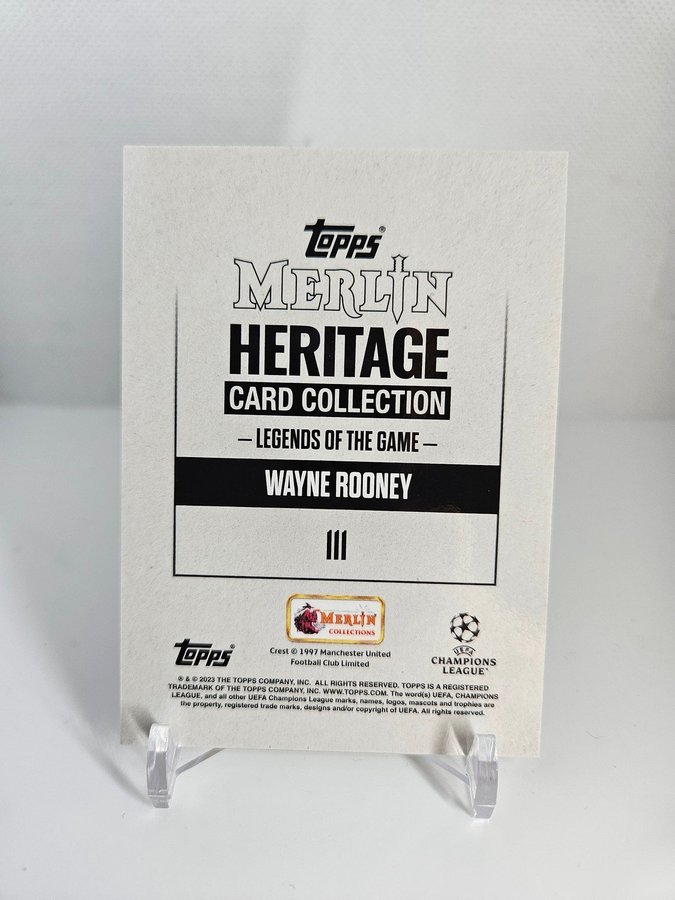 TOPPS®
MERLIN
HERITAGE
CARD COLLECTION
– LEGENDS OF THE GAME –
WAYNE ROONEY
111
MERLIN
COLLECTIONS
Crest © 1997 Manchester United
Football Club Limited
TOPPS®
UEFA
CHAMPIONS
LEAGUE™
® & © 2023 THE TOPPS COMPANY, INC. ALL RIGHTS RESERVED. TOPPS IS A REGISTERED
TRADEMARK OF THE TOPPS COMPANY, INC. WWW.TOPPS.COM. The word(s) UEFA, CHAMPIONS
LEAGUE, and all other UEFA Champions League marks, names, logos, mascots and trophies are
the property, registered trade marks, designs and/or copyright of UEFA. All rights reserved.